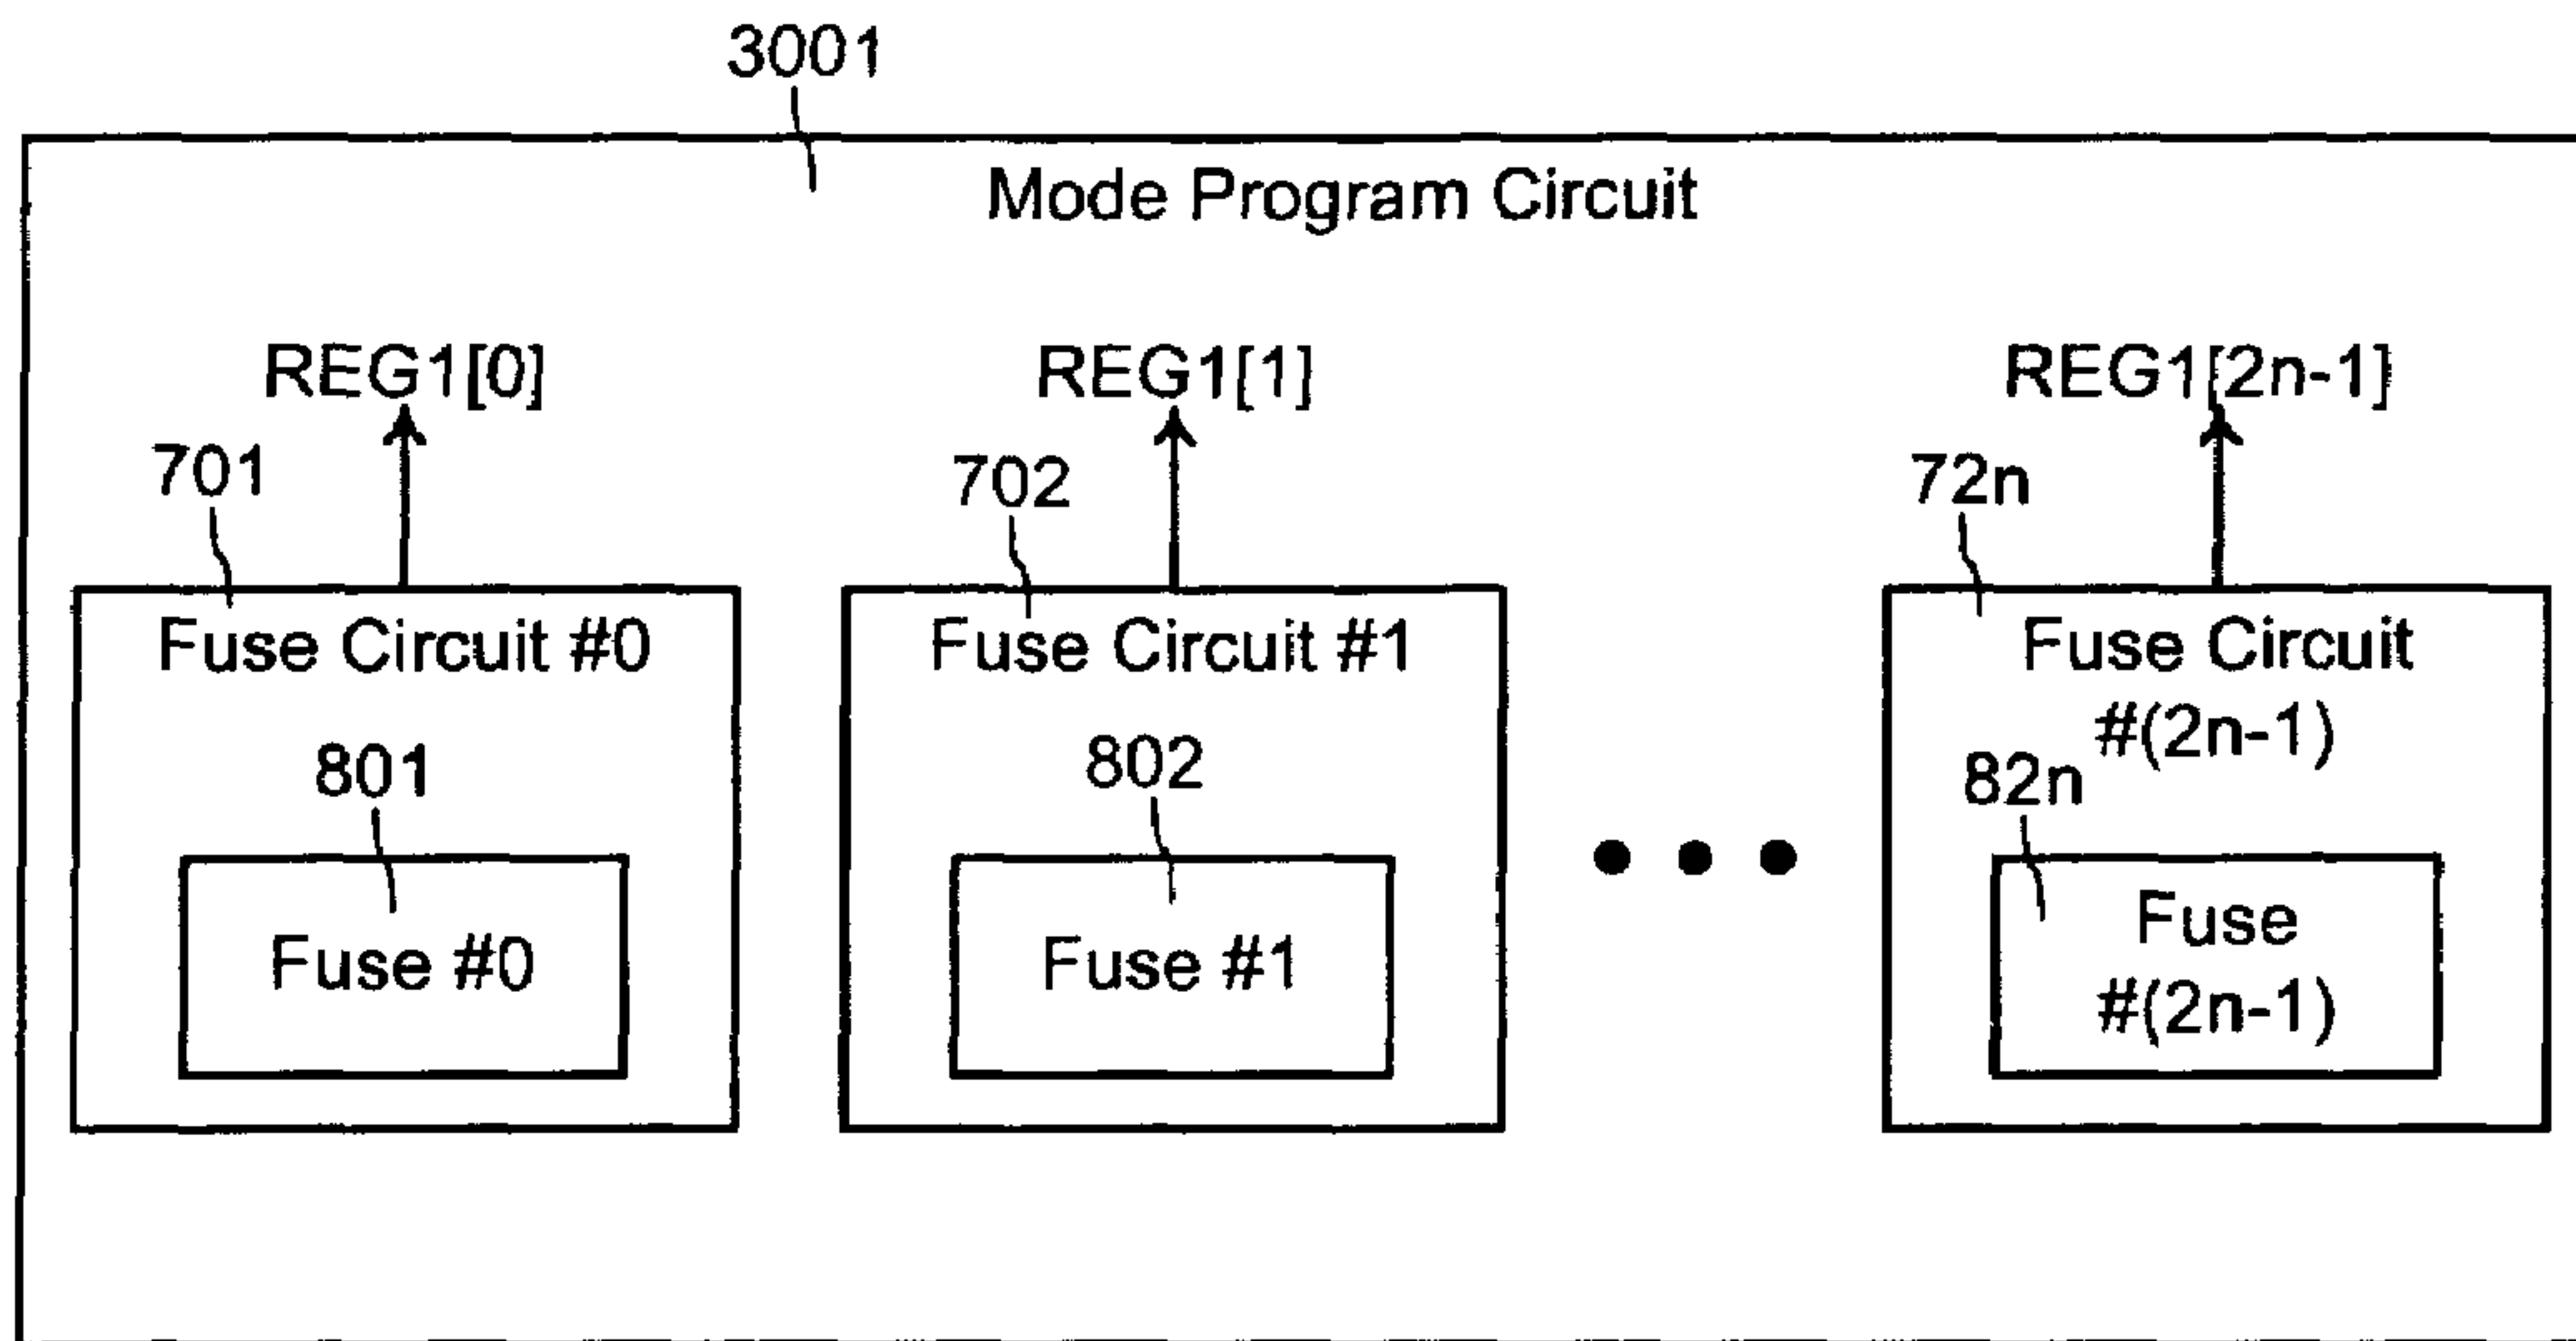 3001
Mode Program Circuit
REG1[0]
REG1[1]
REG1[2n-1]
701
702
72n
Fuse Circuit #0
Fuse Circuit #1
Fuse Circuit
#(2n-1)
801
802
82n
Fuse #0
Fuse #1
Fuse
#(2n-1)